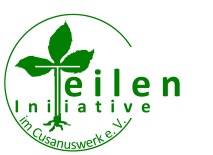 Teilen
Initiative
im Cusanuswerk e. V.